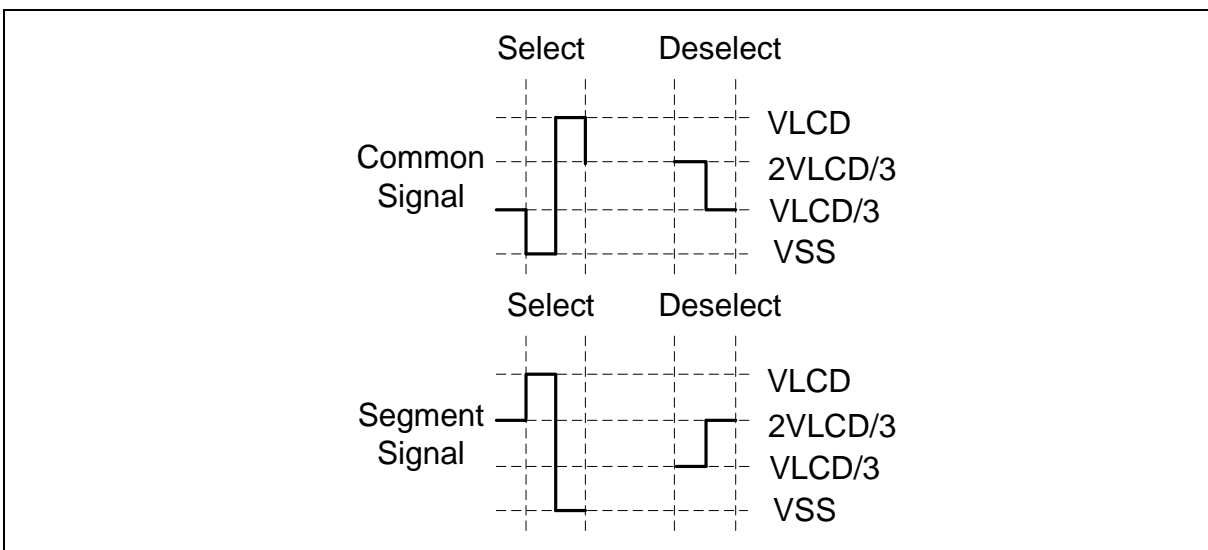 Select Deselect
VLCD
Common
2VLCD/3
Signal
VLCD/3
VSS
Select Deselect
VLCD
Segment
2VLCD/3
Signal
VLCD/3
VSS